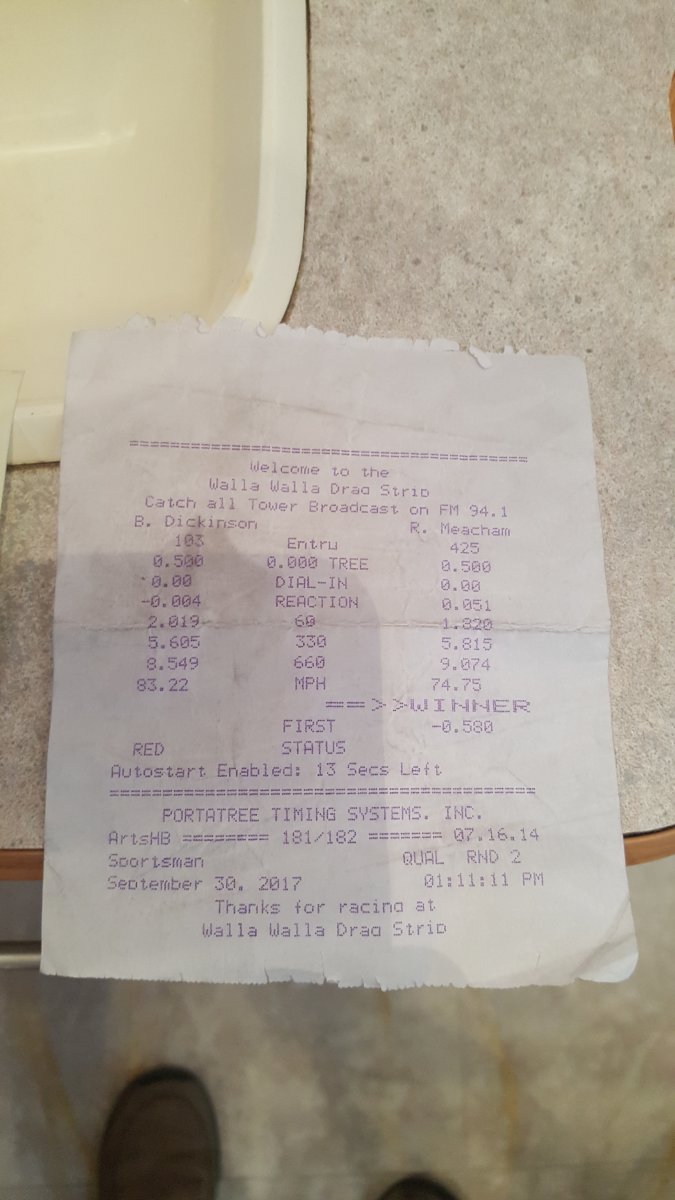 ========================================
Welcome to the
Walla Walla Drag Strip
Catch all Tower Broadcast on FM 94.1
B. Dickinson R. Meacham
103 Entry 425
0.500 0.000 TREE 0.500
0.00 DIAL-IN 0.00
-0.004 REACTION 0.051
2.019 60 1.820
5.605 330 5.815
8.549 660 9.074
83.22 MPH 74.75
==>>WINNER
FIRST -0.580
RED STATUS
Autostart Enabled: 13 Secs Left
========================================
PORTATREE TIMING SYSTEMS. INC.
ArtsHB ======== 181/182 ======= 07.16.14
Sportsman QUAL RND 2
September 30. 2017 01:11:11 PM
Thanks for racing at
Walla Walla Drag Strip